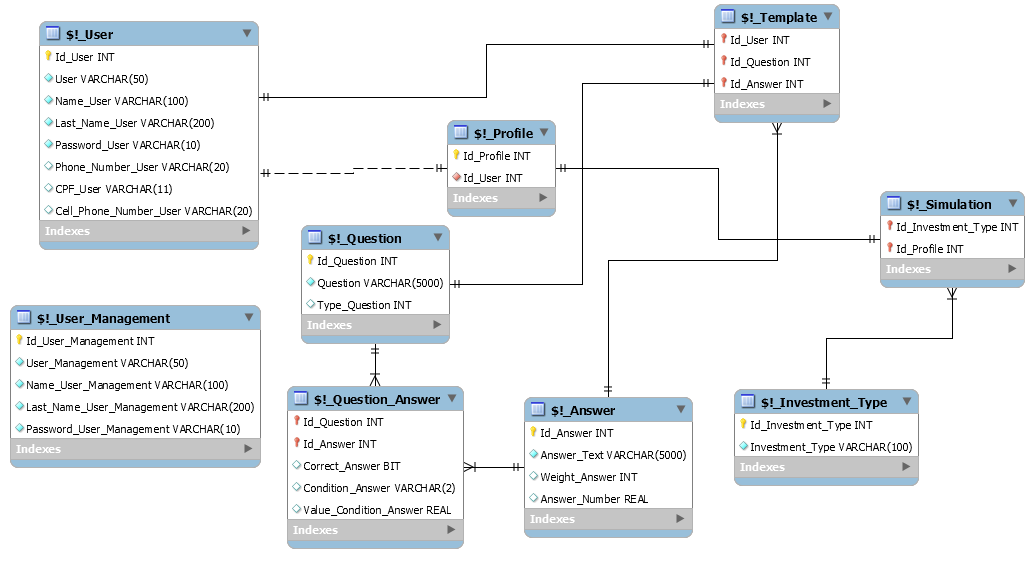 $!_User
Id_User INT
User VARCHAR(50)
Name_User VARCHAR(100)
Last_Name_User VARCHAR(200)
Password_User VARCHAR(10)
Phone_Number_User VARCHAR(20)
CPF_User VARCHAR(11)
Cell_Phone_Number_User VARCHAR(20)
Indexes
$!_Template
Id_User INT
Id_Question INT
Id_Answer INT
Indexes
$!_Profile
Id_Profile INT
Id_User INT
Indexes
$!_Simulation
Id_Investment_Type INT
Id_Profile INT
Indexes
$!_Question
Id_Question INT
Question VARCHAR(5000)
Type_Question INT
Indexes
$!_User_Management
Id_User_Management INT
User_Management VARCHAR(50)
Name_User_Management VARCHAR(100)
Last_Name_User_Management VARCHAR(200)
Password_User_Management VARCHAR(10)
Indexes
$!_Question_Answer
Id_Question INT
Id_Answer INT
Correct_Answer BIT
Condition_Answer VARCHAR(2)
Value_Condition_Answer REAL
Indexes
$!_Answer
Id_Answer INT
Answer_Text VARCHAR(5000)
Weight_Answer INT
Answer_Number REAL
Indexes
$!_Investment_Type
Id_Investment_Type INT
Investment_Type VARCHAR(100)
Indexes